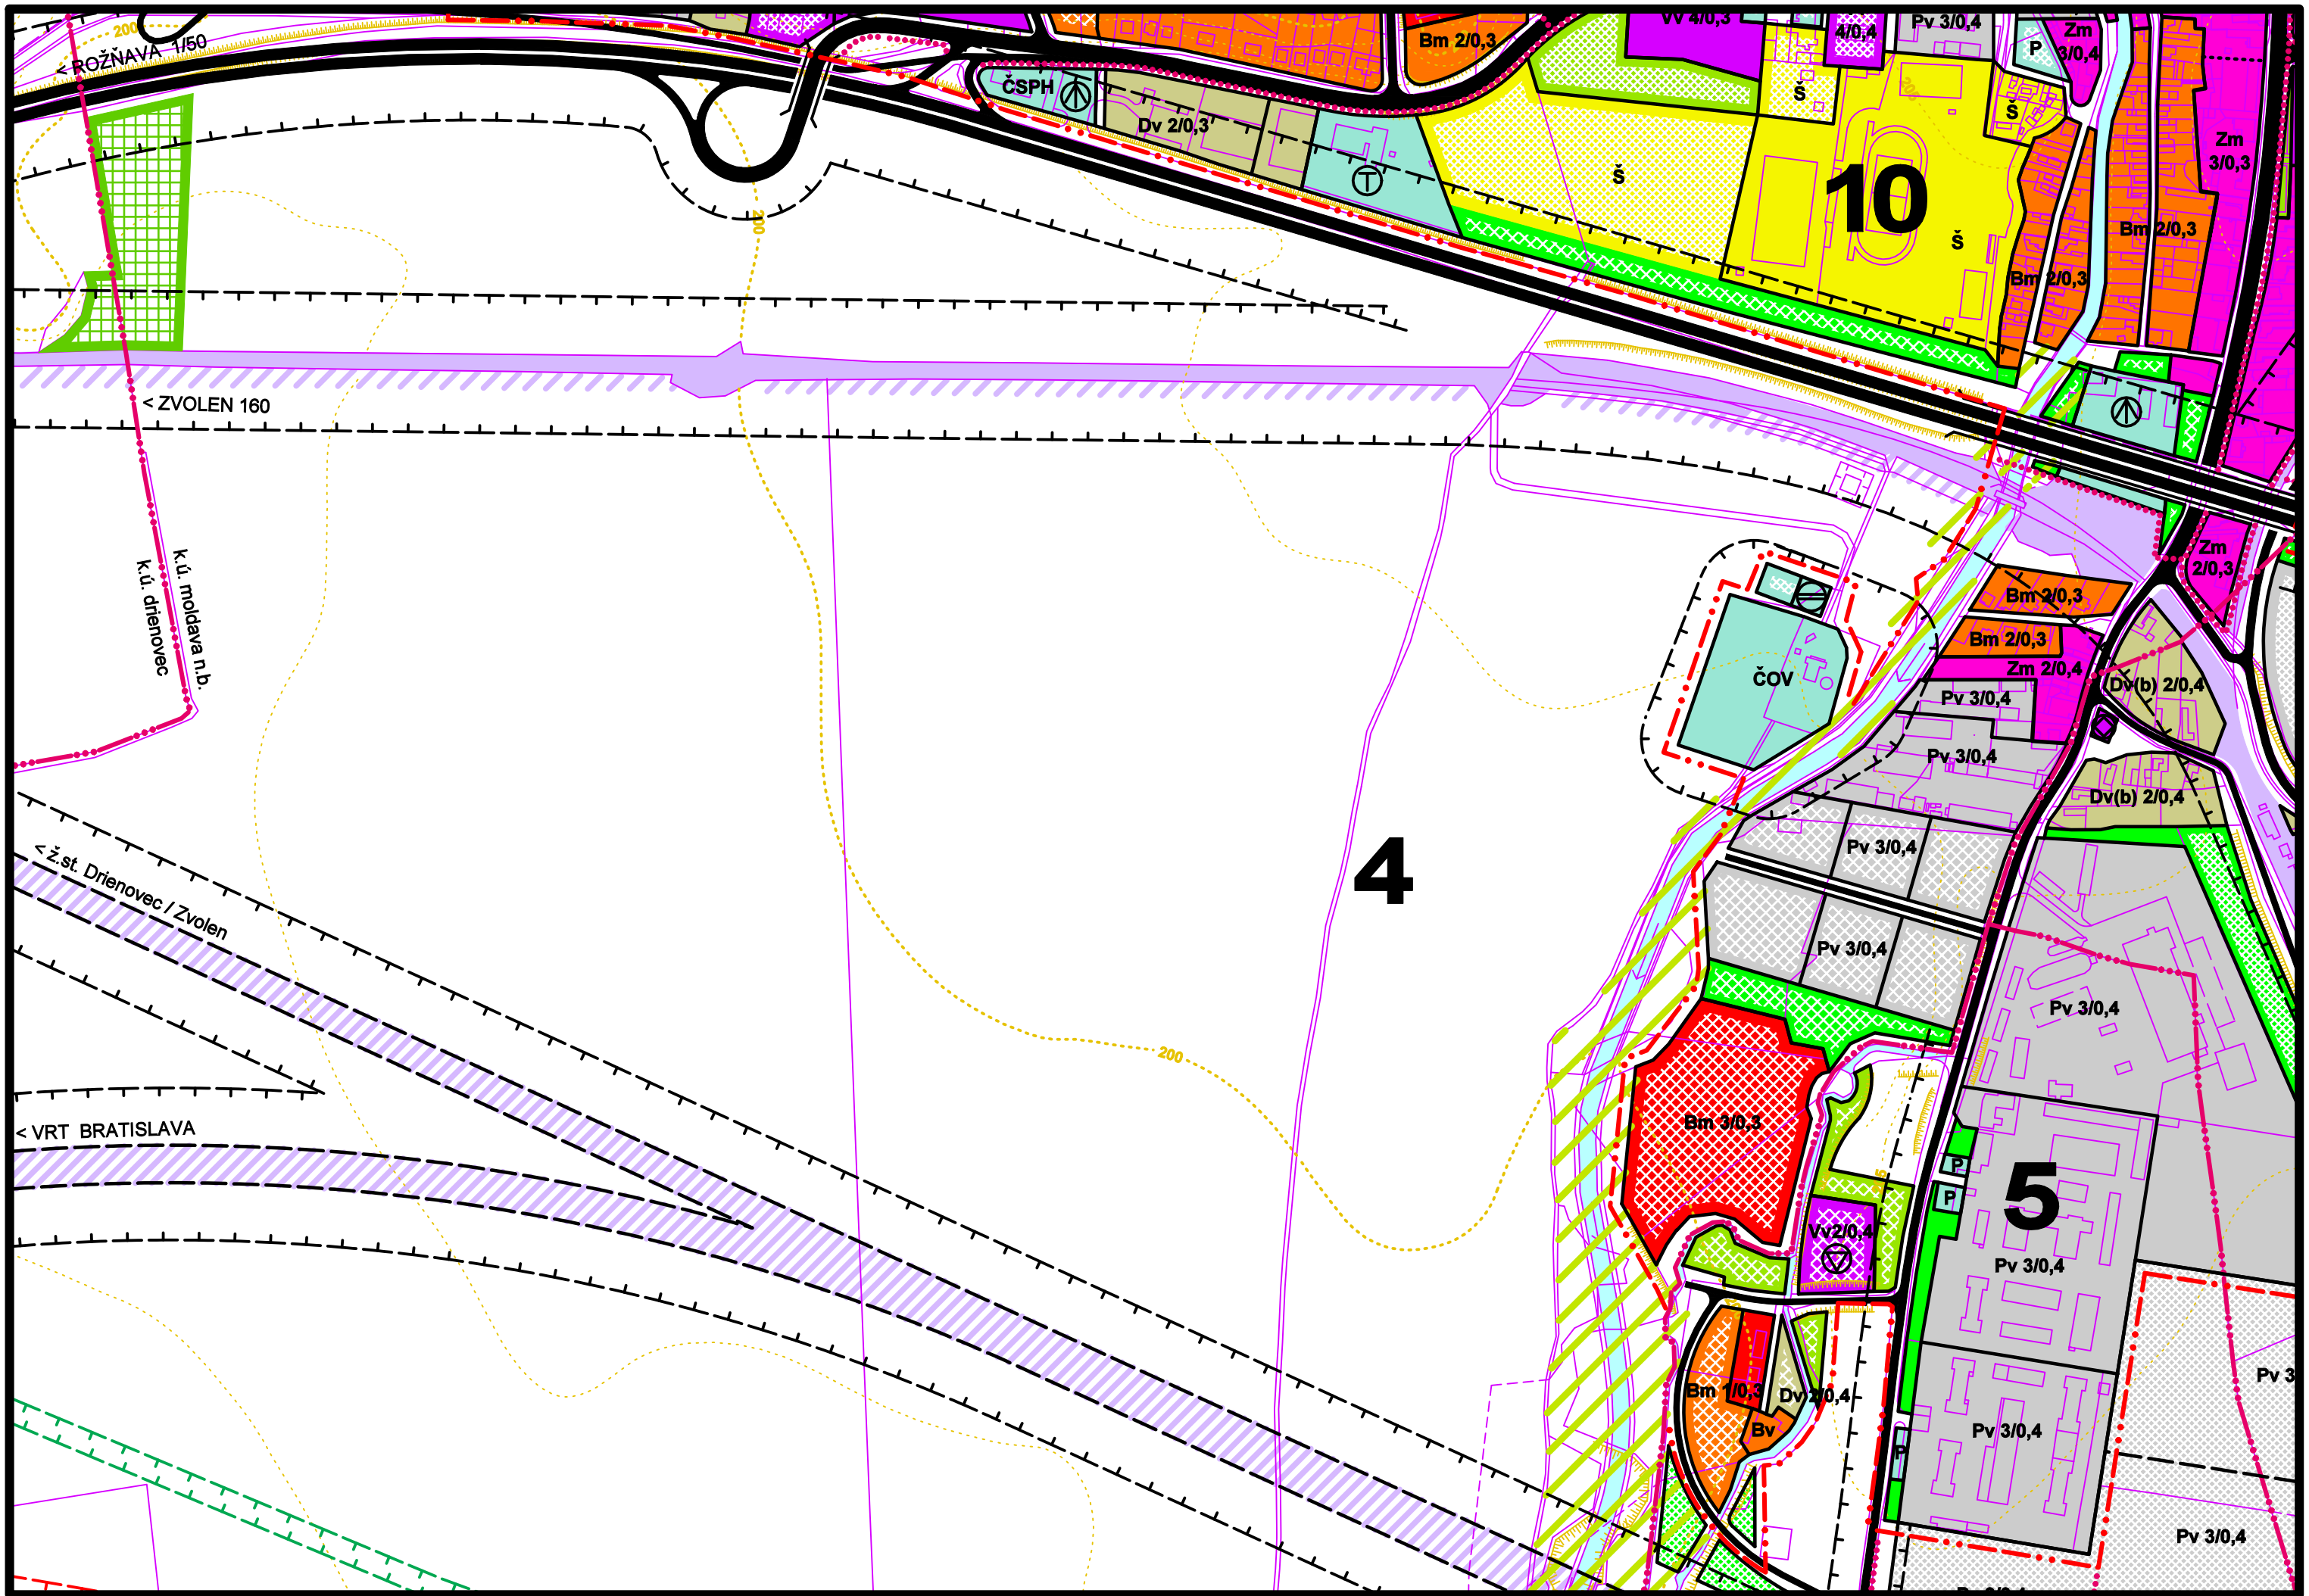 200
< ROŽŇAVA 1/50
Bm 2/0,3
Vv 4/0,3
4/0,4
Pv 3/0,4
P
Zm
3/0,4
ČSPH
Dv 2/0,3
T
Š
Š
200
Š
10
Š
Zm
3/0,3
Bm 2/0,3
Bm 2/0,3
200
< ZVOLEN 160
k.ú. moldava n.b.
k.ú. drienovec
Zm
2/0,3
Bm 2/0,3
Bm 2/0,3
Zm 2/0,4
ČOV
Dv(b) 2/0,4
Pv 3/0,4
Pv 3/0,4
Dv(b) 2/0,4
4
Pv 3/0,4
< ž.st. Drienovec / Zvolen
Pv 3/0,4
Pv 3/0,4
200
< VRT BRATISLAVA
Bm 3/0,3
P
P
5
Vv2/0,4
Pv 3/0,4
Pv 3
Bm 1/0,3
Dv 2/0,4
Bv
P
Pv 3/0,4
Pv 3/0,4